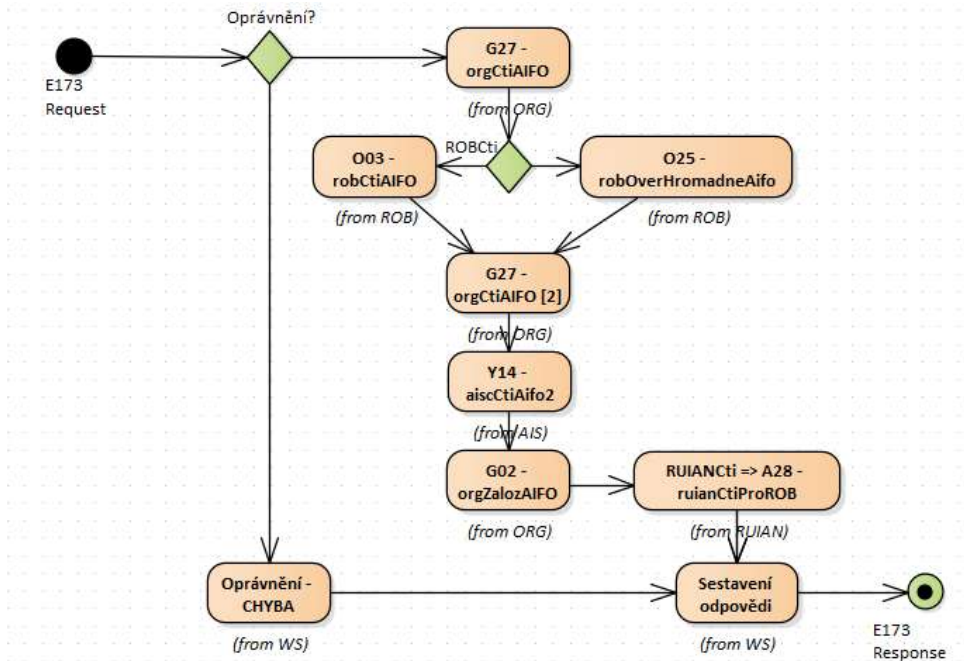 Oprávnění?
E173
Request
G27 -
orgCtiAIFO
(from ORG)
ROBCti
O03 -
robCtiAIFO
(from ROB)
O25 -
robOverHromadneAifo
(from ROB)
G27 -
orgCtiAIFO [2]
(from ORG)
Y14 -
aiscCtiAifo2
(from AIS)
G02 -
orgZalozAIFO
(from ORG)
RUIANCti => A28 -
ruianCtiProROB
(from RUIAN)
Oprávnění -
CHYBA
(from WS)
Sestavení
odpovědi
(from WS)
E173
Response